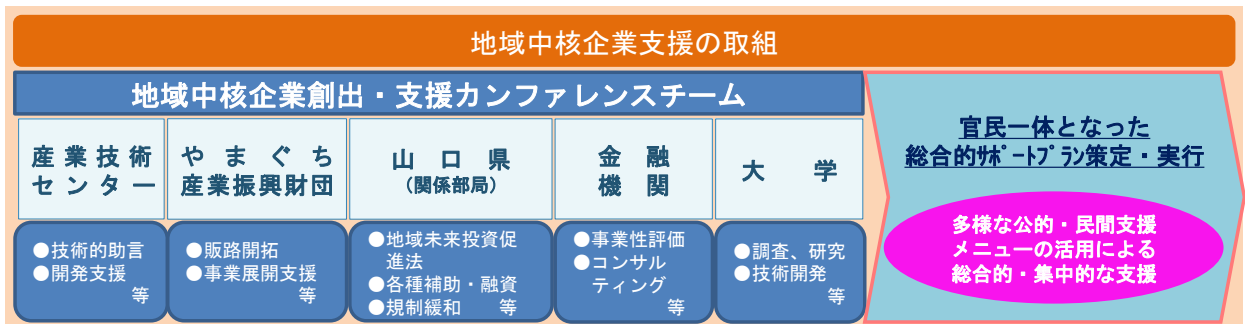 地域中核企業支援の取組
地域中核企業創出・支援カンファレンスチーム
産業技術
センター
やまぐち
産業振興財団
山口県
（関係部局）
金融
機関
大学
●技術的助言
●開発支援
等
●販路開拓
●事業展開支援
等
●地域未来投資促
進法
●各種補助・融資
●規制緩和　等
●事業性評価
●コンサル
ティング
等
●調査、研究
●技術開発
等
官民一体となった
総合的ｻﾎﾟｰﾄﾌﾟﾗﾝ策定・実行
多様な公的・民間支援
メニューの活用による
総合的・集中的な支援